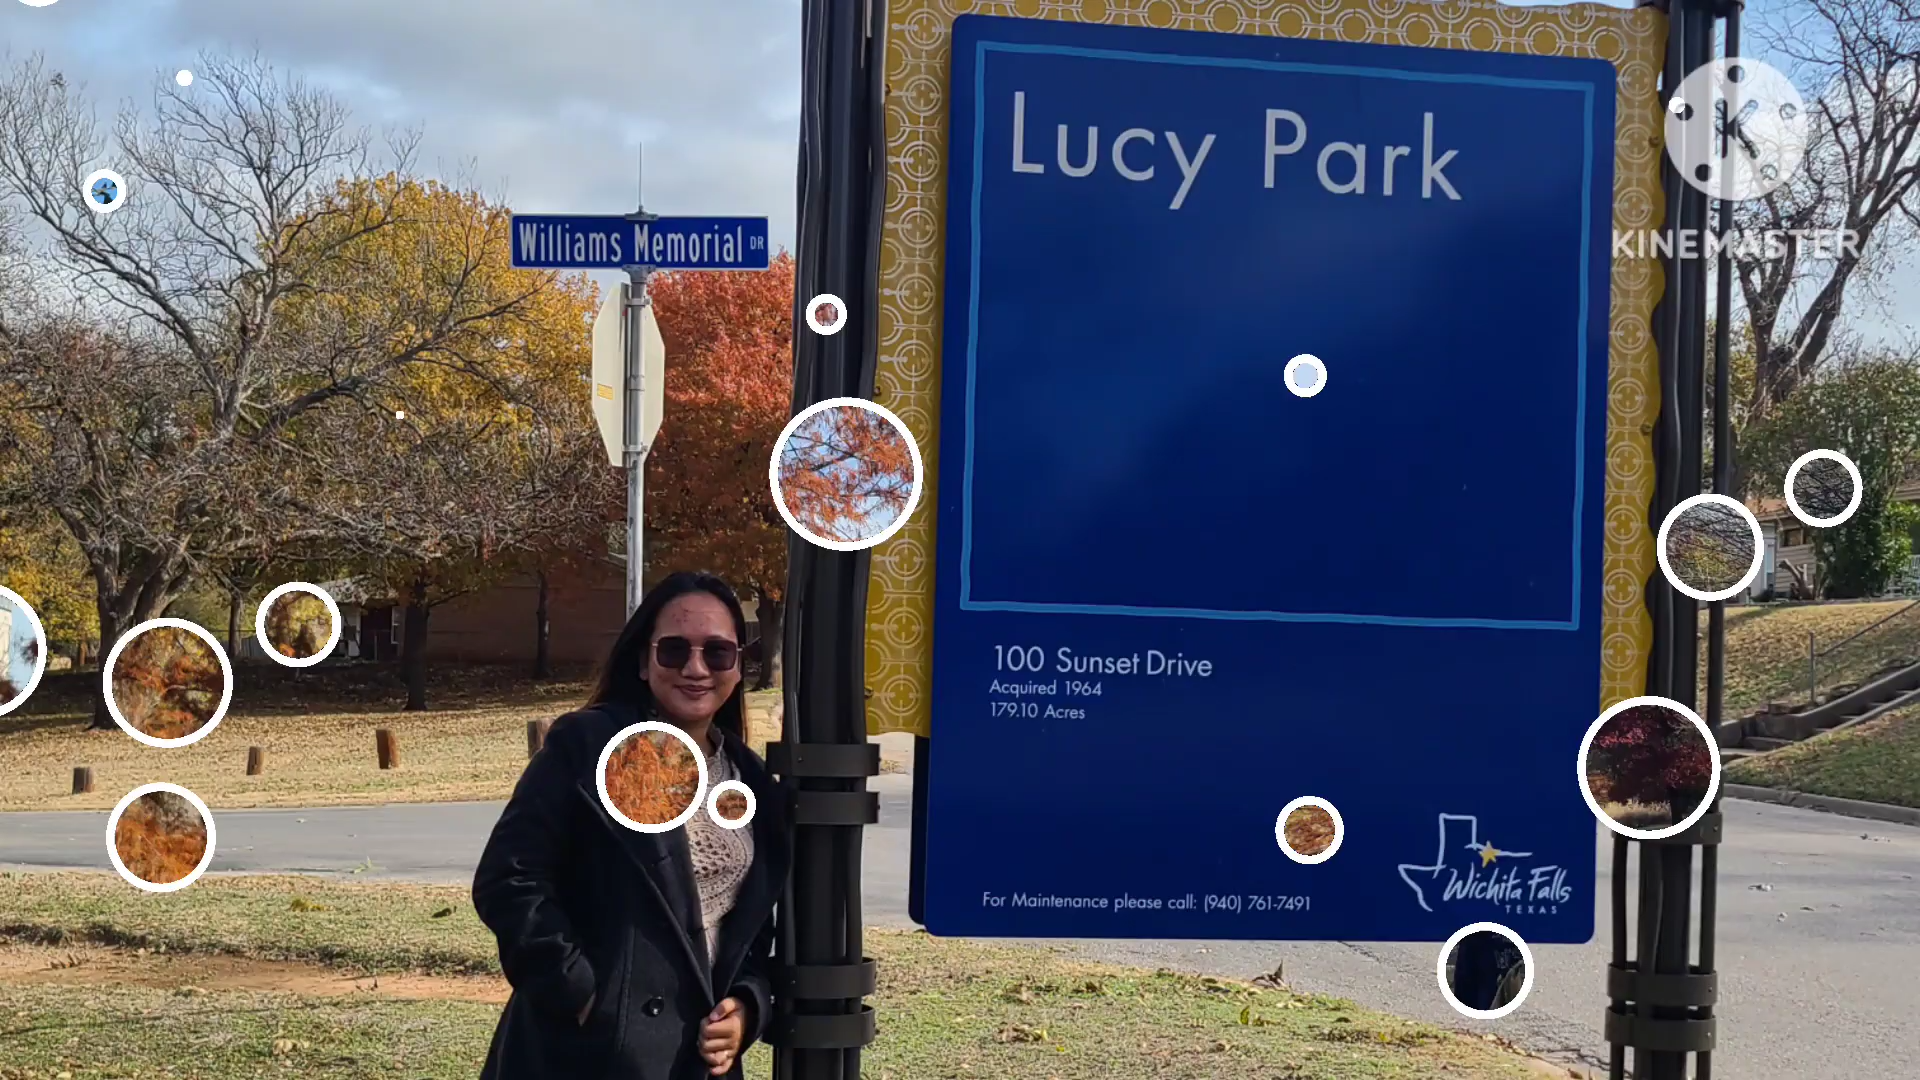 Lucy Park
Williams Memorial DR
100 Sunset Drive
Acquired 1964
179.10 Acres
For Maintenance please call: (940) 761-7491
Wichita Falls
TEXAS
K
KINEMASTER